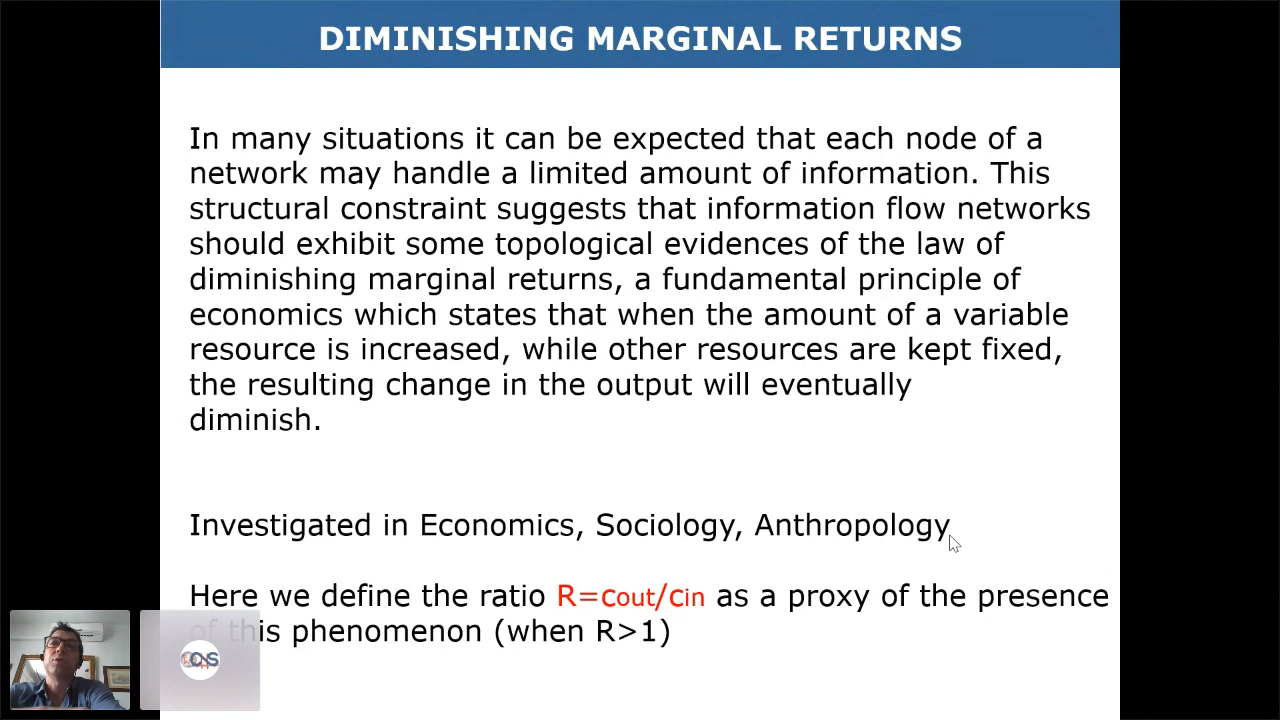 DIMINISHING MARGINAL RETURNS
In many situations it can be expected that each node of a
network may handle a limited amount of information. This
structural constraint suggests that information flow networks
should exhibit some topological evidences of the law of
diminishing marginal returns, a fundamental principle of
economics which states that when the amount of a variable
resource is increased, while other resources are kept fixed,
the resulting change in the output will eventually
diminish.
Investigated in Economics, Sociology, Anthropology
Here we define the ratio R=cout/cin as a proxy of the presence
of this phenomenon (when R>1)